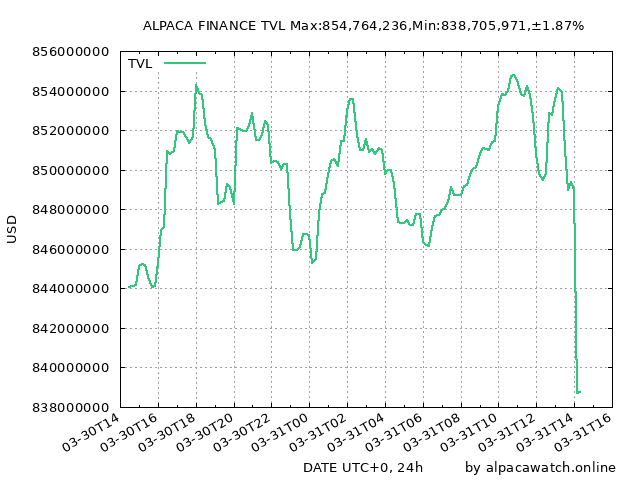 ALPACA FINANCE TVL Max:854,764,236,Min:838,705,971,±1.87%
TVL
856000000
854000000
852000000
850000000
848000000
846000000
844000000
842000000
840000000
838000000
USD
03-30T14
03-30T16
03-30T18
03-30T20
03-30T22
03-31T00
03-31T02
03-31T04
03-31T06
03-31T08
03-31T10
03-31T12
03-31T14
03-31T16
DATE UTC+0, 24h
by alpacawatch.online